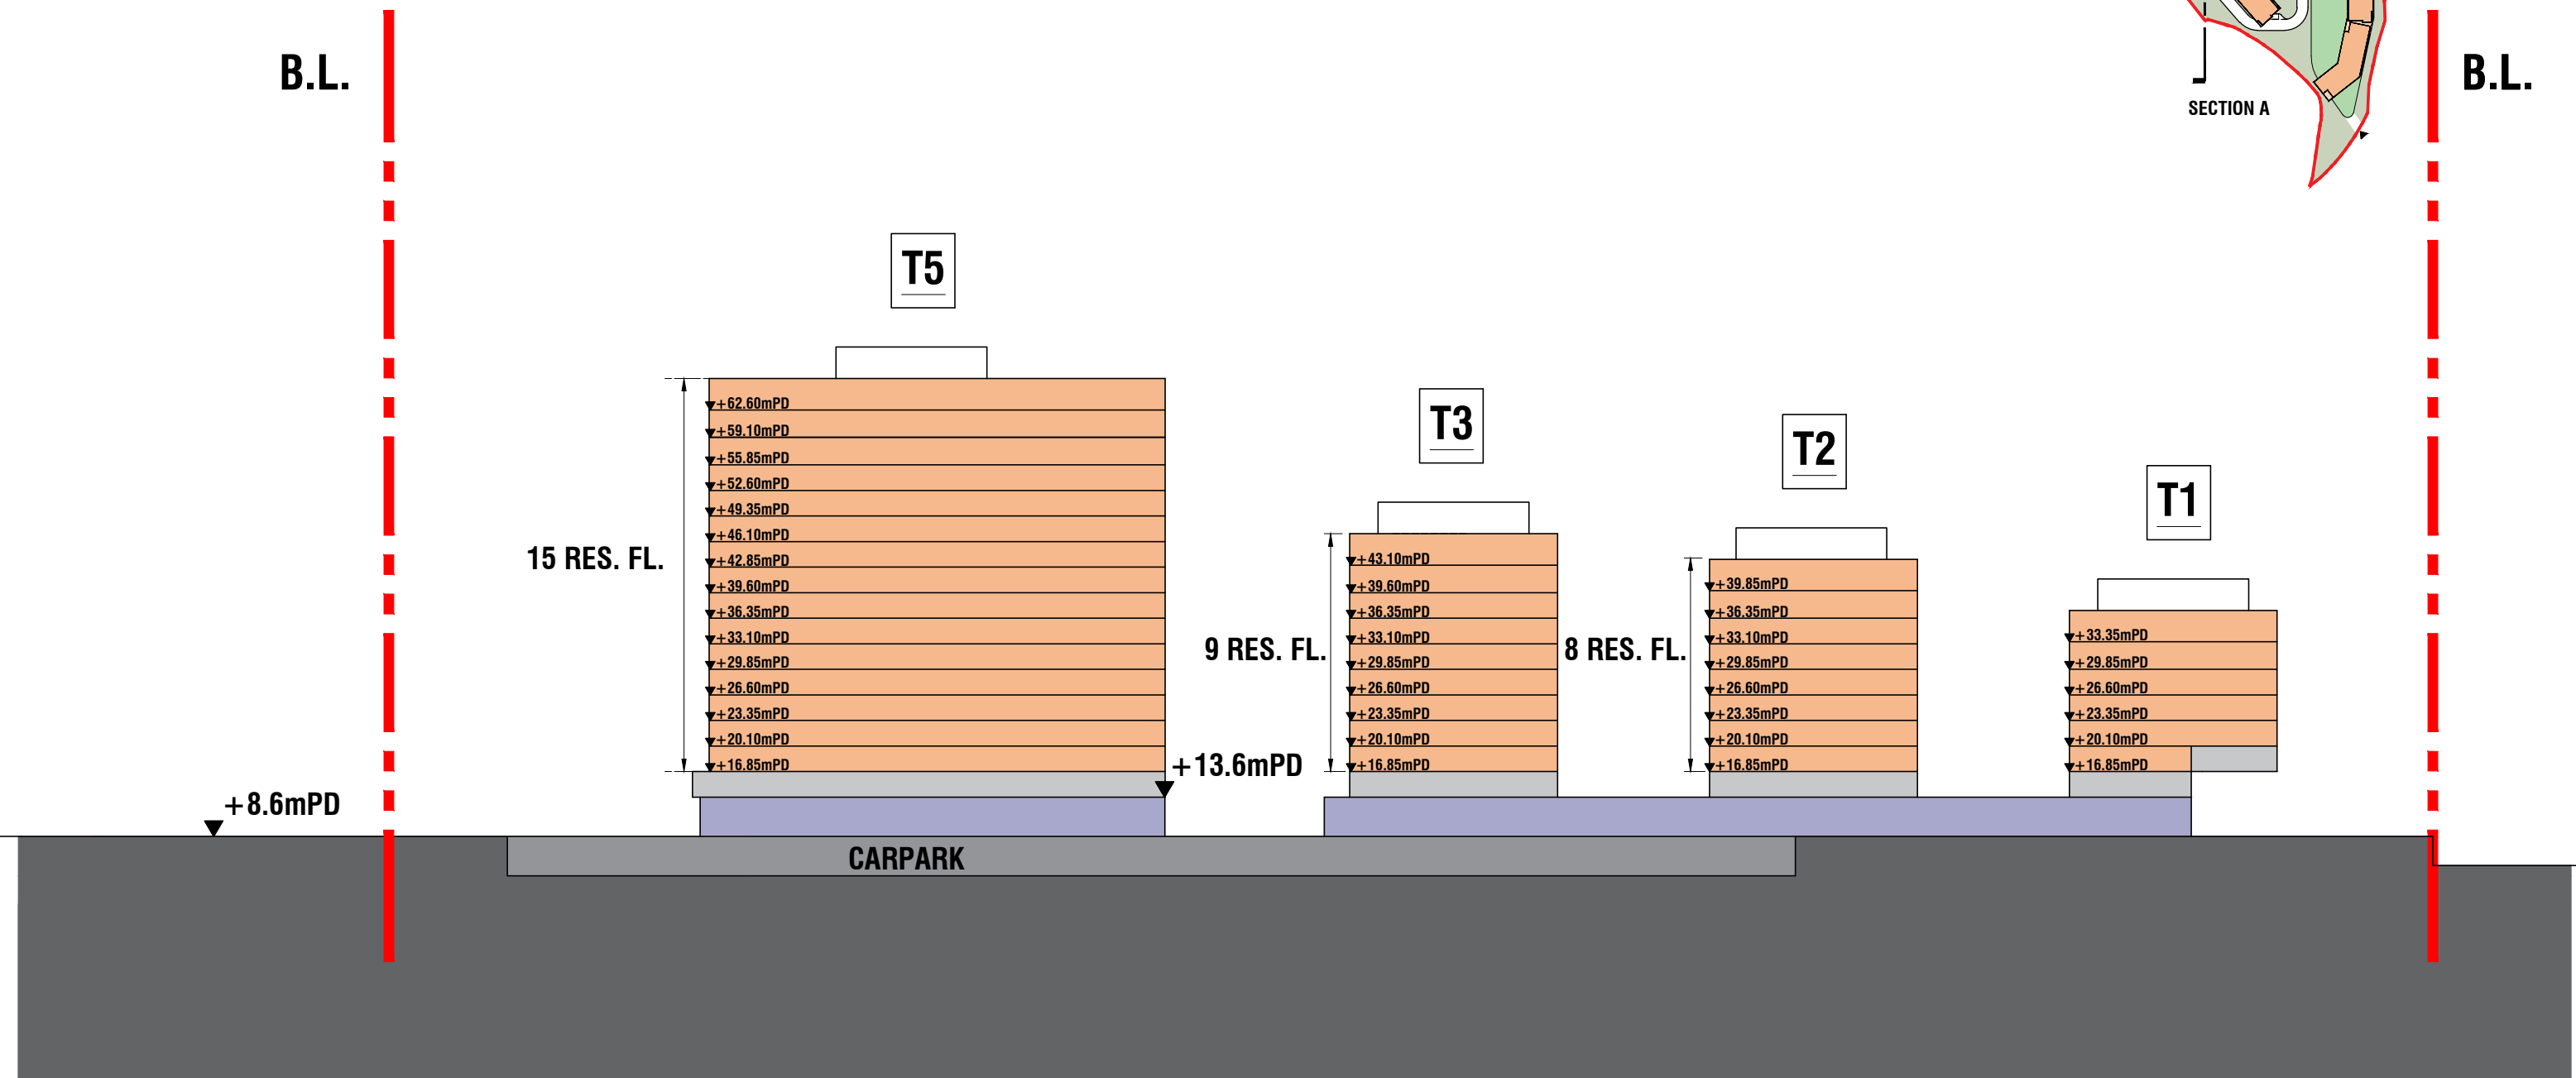 B.L.
B.L.
SECTION A
T5
+62.60mPD
+59.10mPD
+55.85mPD
+52.60mPD
+49.35mPD
+46.10mPD
+42.85mPD
+39.60mPD
+36.35mPD
+33.10mPD
+29.85mPD
+26.60mPD
+23.35mPD
+20.10mPD
+16.85mPD
15 RES. FL.
+13.6mPD
+8.6mPD
CARPARK
T3
+43.10mPD
+39.60mPD
+36.35mPD
+33.10mPD
+29.85mPD
+26.60mPD
+23.35mPD
+20.10mPD
+16.85mPD
9 RES. FL.
T2
+39.85mPD
+36.35mPD
+33.10mPD
+29.85mPD
+26.60mPD
+23.35mPD
+20.10mPD
+16.85mPD
8 RES. FL.
T1
+33.35mPD
+29.85mPD
+26.60mPD
+23.35mPD
+20.10mPD
+16.85mPD